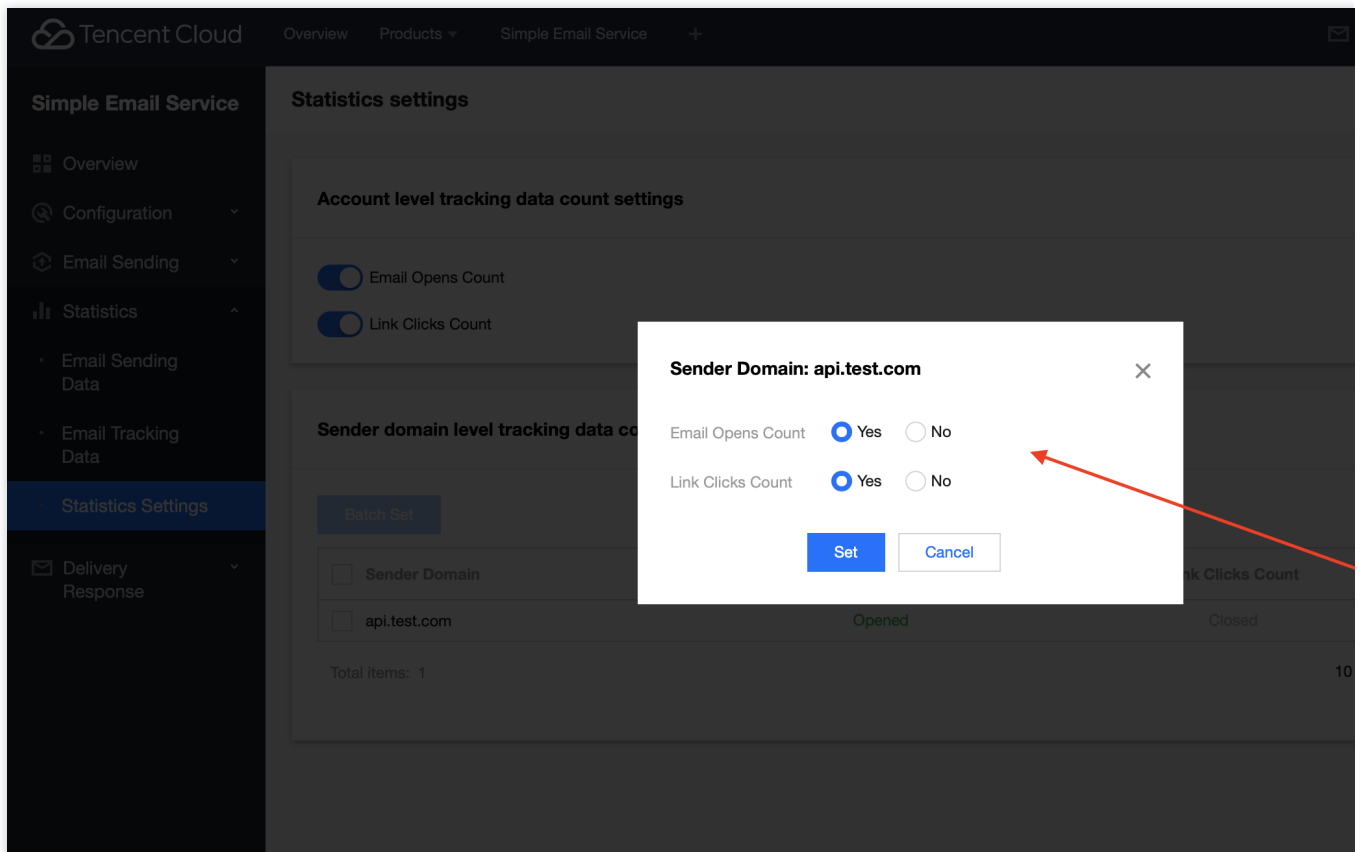 Tencent Cloud
Overview Products Simple Email Service +
Simple Email Service
Statistics settings
Overview
Configuration
Email Sending
Statistics
Email Sending
Data
Email Tracking
Data
Statistics Settings
Delivery
Response
Account level tracking data count settings
Email Opens Count
Link Clicks Count
Sender domain level tracking data
Batch Set
Sender Domain
Clicks Count
api.test.com Opened Closed
Total items: 1
10
Sender Domain: api.test.com
Email Opens Count Yes No
Link Clicks Count Yes No
Set Cancel